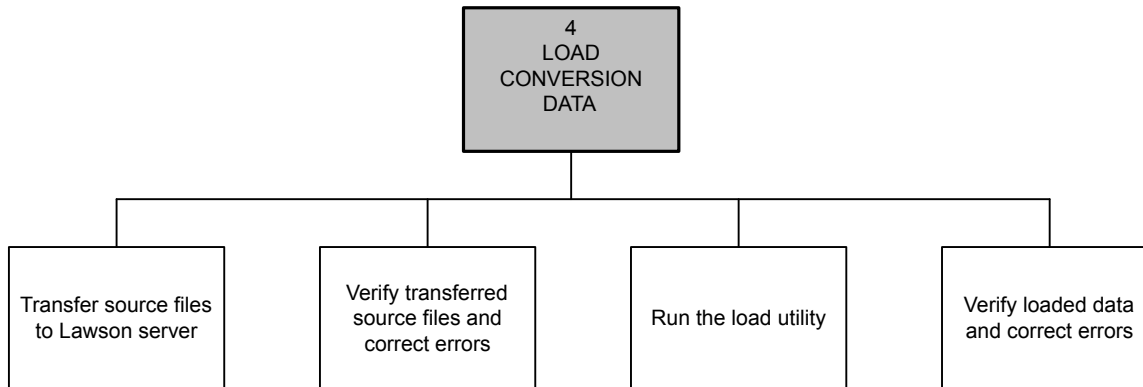 4
LOAD
CONVERSION
DATA
Transfer source files
to Lawson server
Verify transferred
source files and
correct errors
Run the load utility
Verify loaded data
and correct errors